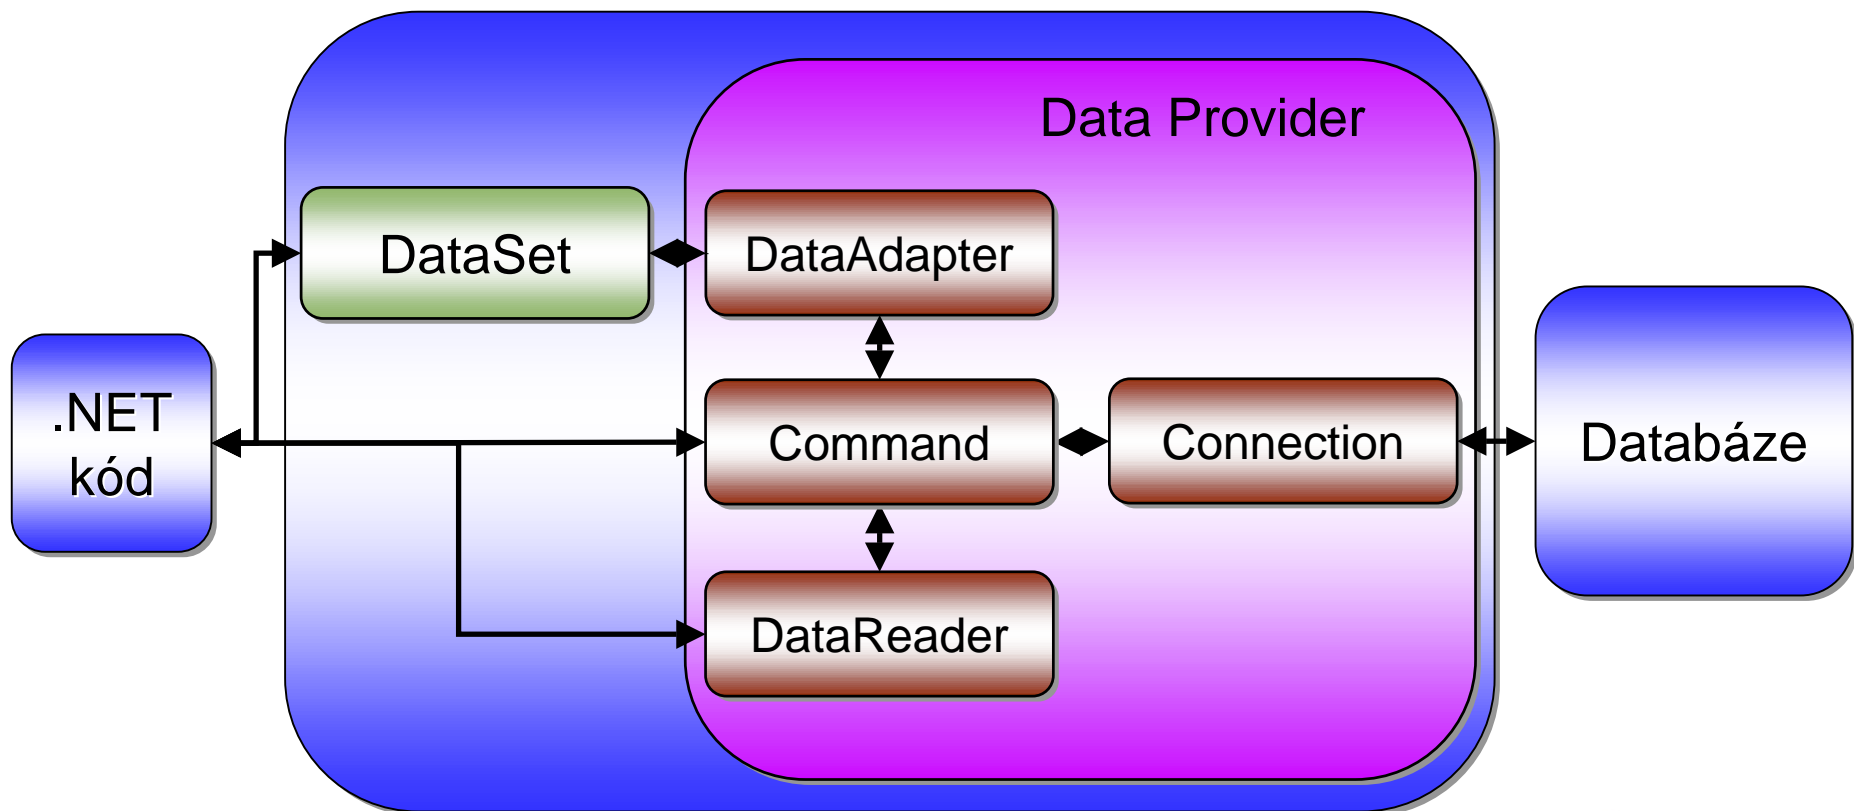 Data Provider
DataSet
DataAdapter
.NET
kód
Command
Connection
Databáze
DataReader